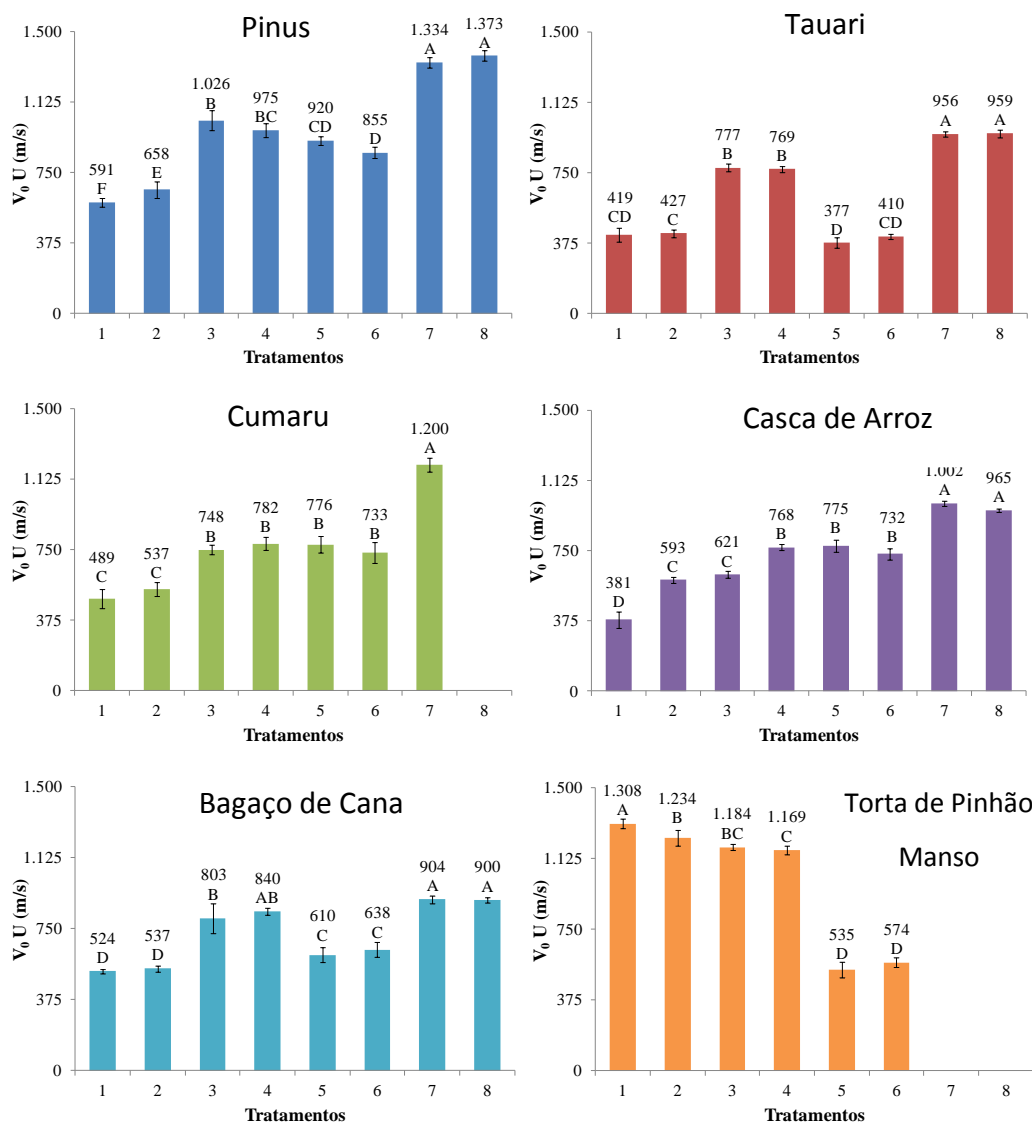 Pinus
V₀ U (m/s)
1.500
1.125
750
375
0
591
F
658
E
1.026
B
975
BC
920
CD
855
D
1.334
A
1.373
A
1 2 3 4 5 6 7 8
Tratamentos
Tauari
V₀ U (m/s)
1.500
1.125
750
375
0
419
CD
427
C
777
B
769
B
377
D
410
CD
956
A
959
A
1 2 3 4 5 6 7 8
Tratamentos
Cumaru
V₀ U (m/s)
1.500
1.125
750
375
0
489
C
537
C
748
B
782
B
776
B
733
B
1.200
A
1 2 3 4 5 6 7 8
Tratamentos
Casca de Arroz
V₀ U (m/s)
1.500
1.125
750
375
0
381
D
593
C
621
C
768
B
775
B
732
B
1.002
A
965
A
1 2 3 4 5 6 7 8
Tratamentos
Bagaço de Cana
V₀ U (m/s)
1.500
1.125
750
375
0
524
D
537
D
803
B
840
AB
610
C
638
C
904
A
900
A
1 2 3 4 5 6 7 8
Tratamentos
Torta de Pinhão
Manso
V₀ U (m/s)
1.500
1.125
750
375
0
1.308
A
1.234
B
1.184
BC
1.169
C
535
D
574
D
1 2 3 4 5 6 7 8
Tratamentos